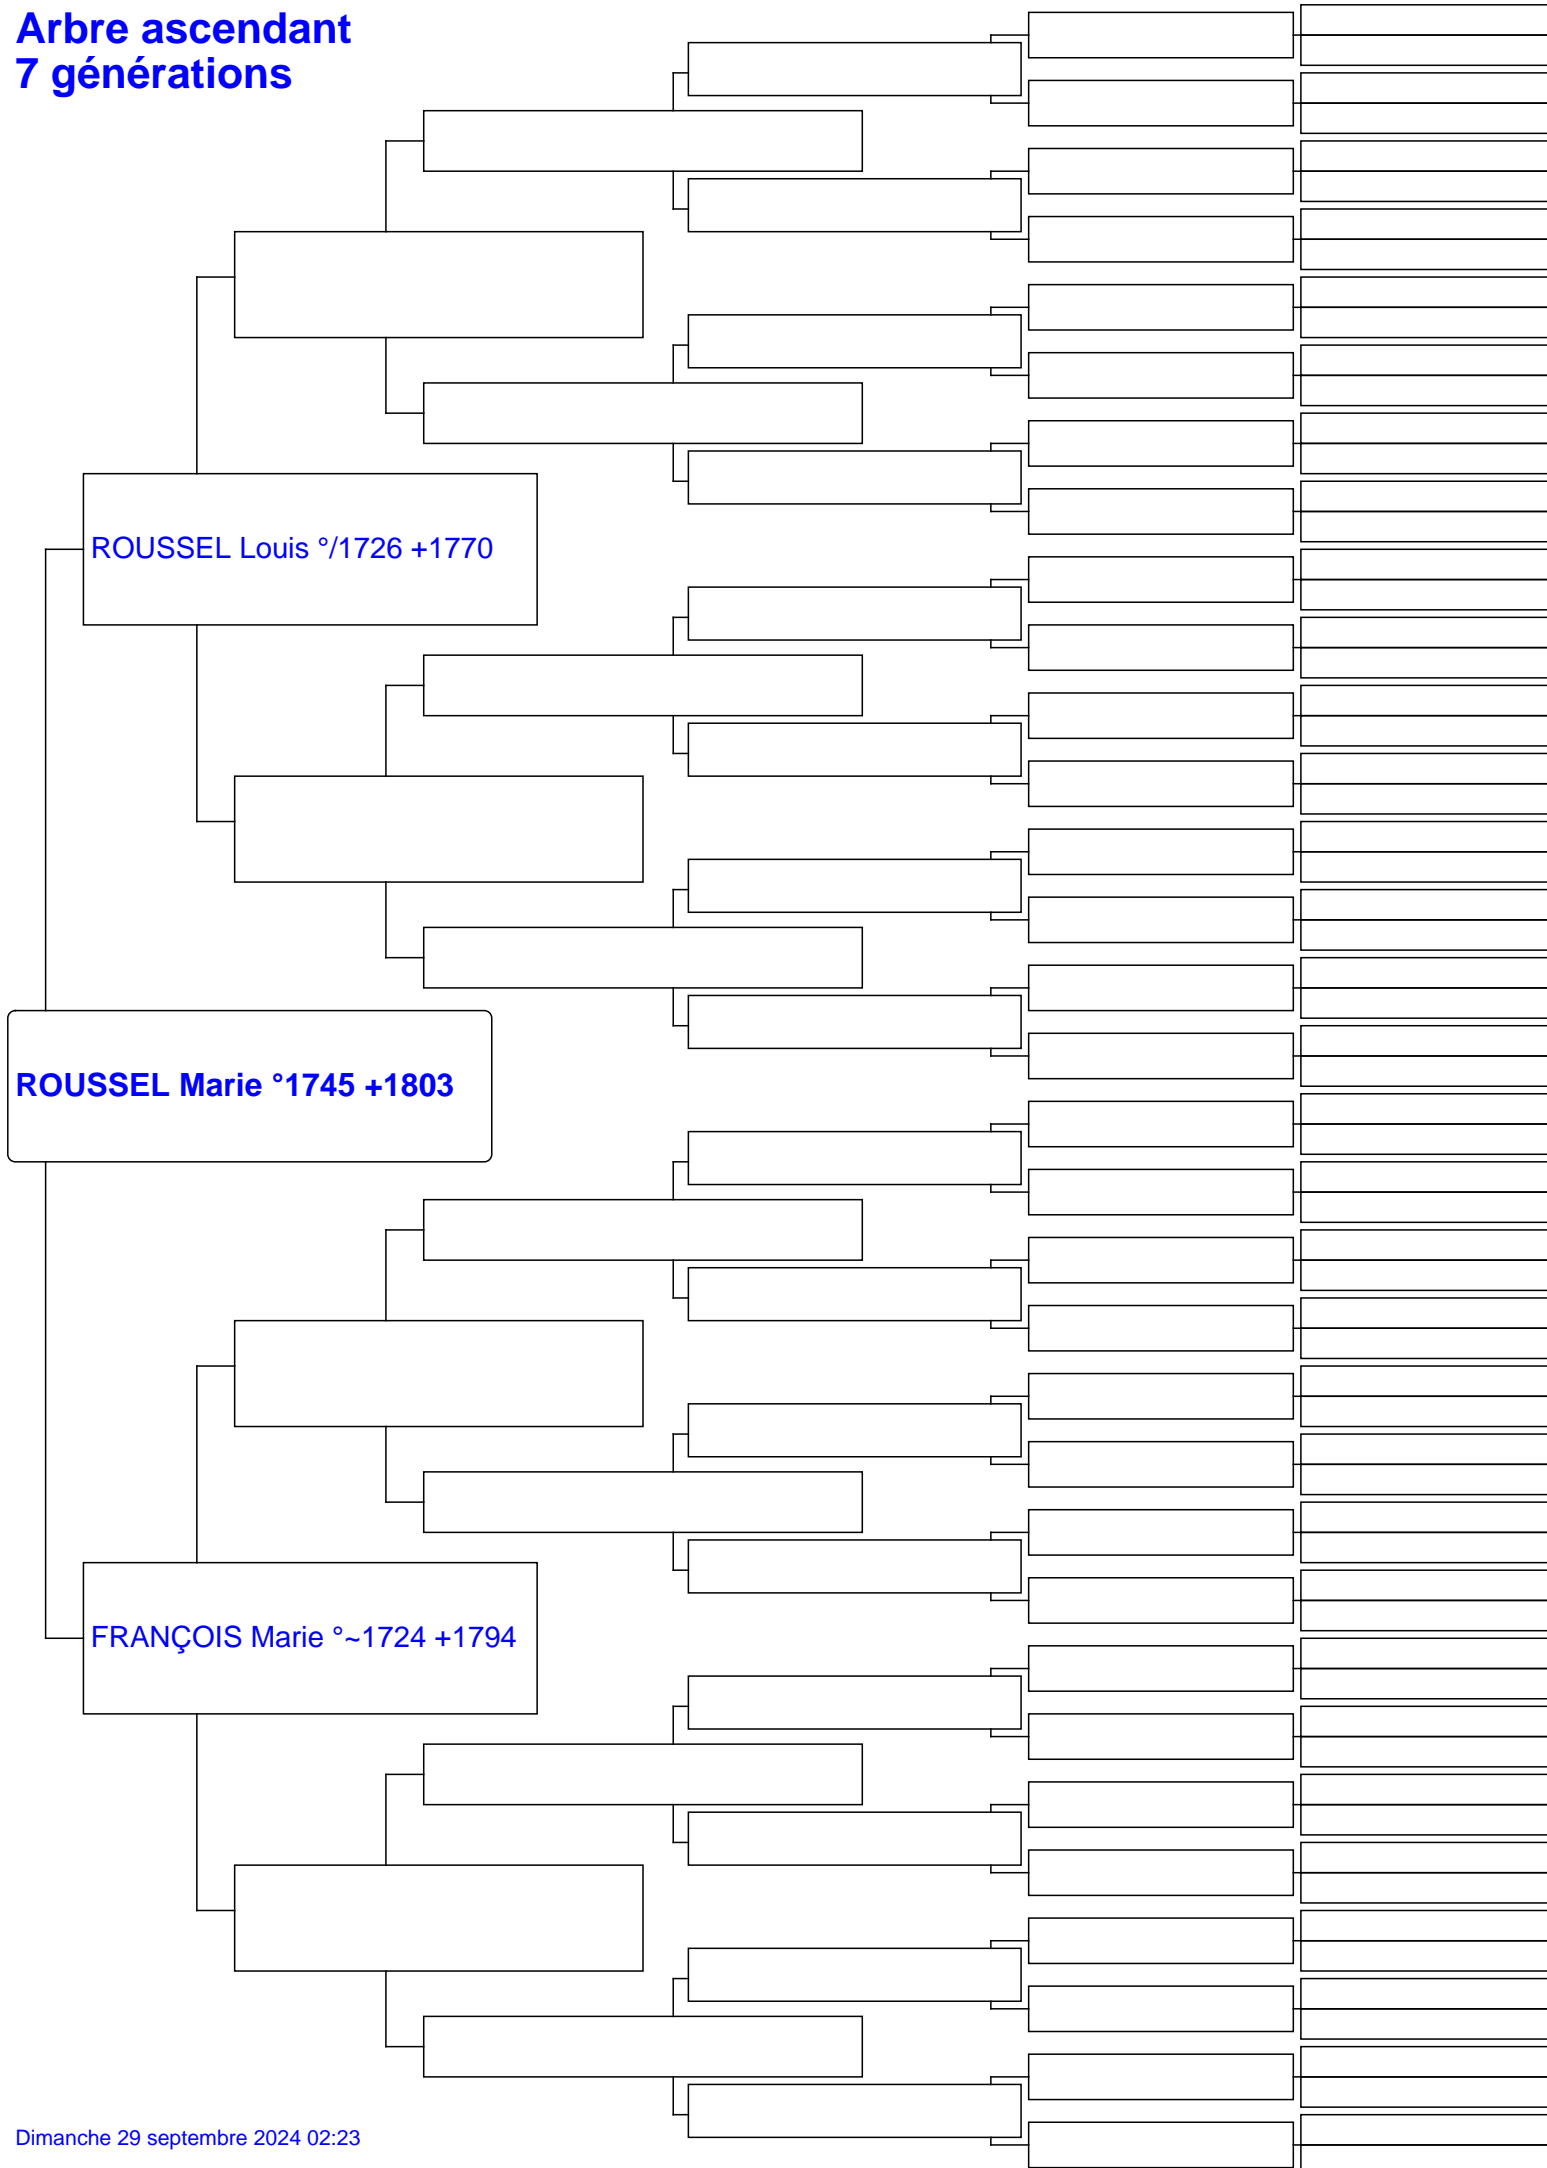 Arbre ascendant
7 générations
ROUSSEL Louis °/1726 +1770
ROUSSEL Marie °1745 +1803
FRANÇOIS Marie °~1724 +1794
Dimanche 29 septembre 2024 02:23